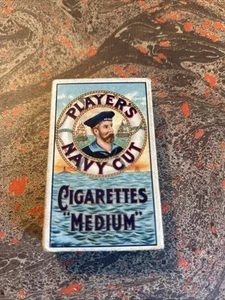 PLAYER'S
NAVY CUT
CIGARETTES
"MEDIUM"